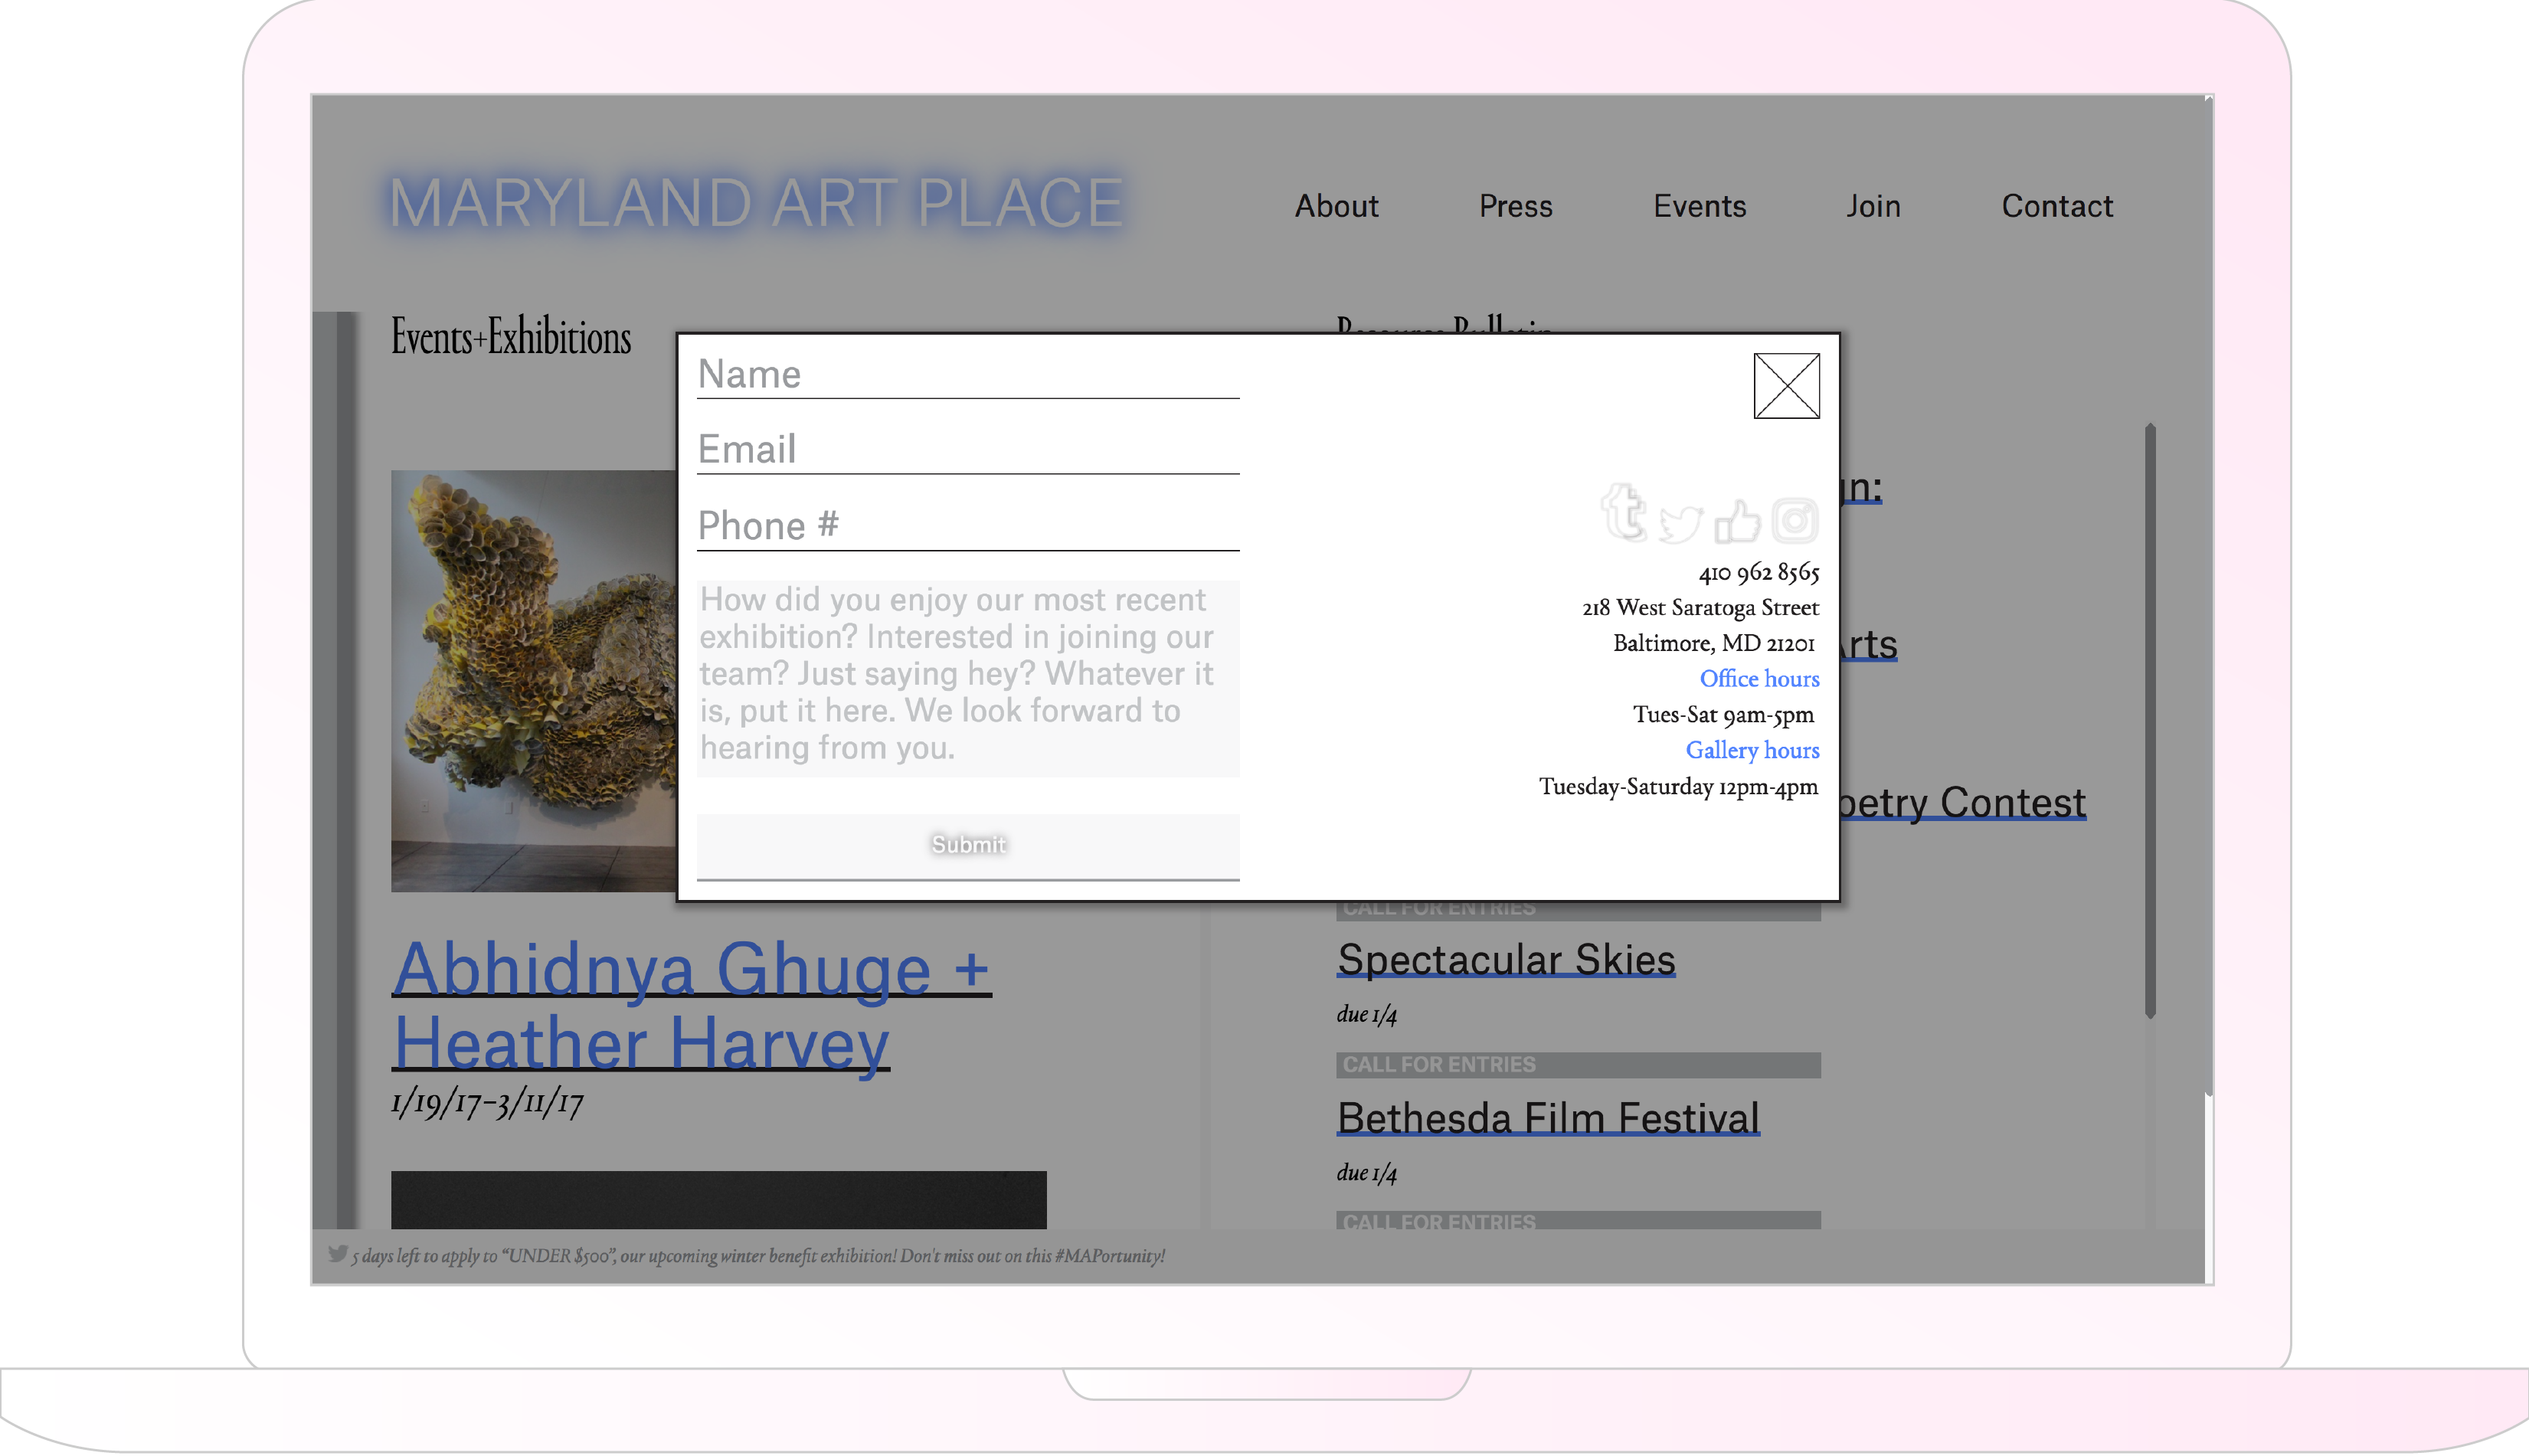 MARYLAND ART PLACE
About
Press
Events
Join
Contact
Events+Exhibitions
Resource Bulletin
Name
Email
Phone #
How did you enjoy our most recent
exhibition? Interested in joining our
team? Just saying hey? Whatever it
is, put it here. We look forward to
hearing from you.
Submit
410 962 8565
218 West Saratoga Street
Baltimore, MD 21201
Office hours
Tues-Sat 9am-5pm
Gallery hours
Tuesday-Saturday 12pm-4pm
Contest
Abhidnya Ghuge +
Heather Harvey
1/19/17–3/11/17
CALL FOR ENTRIES
Spectacular Skies
due 1/4
CALL FOR ENTRIES
Bethesda Film Festival
due 1/4
CALL FOR ENTRIES
5 days left to apply to “UNDER $500”, our upcoming winter benefit exhibition! Don't miss out on this #MAPortunity!